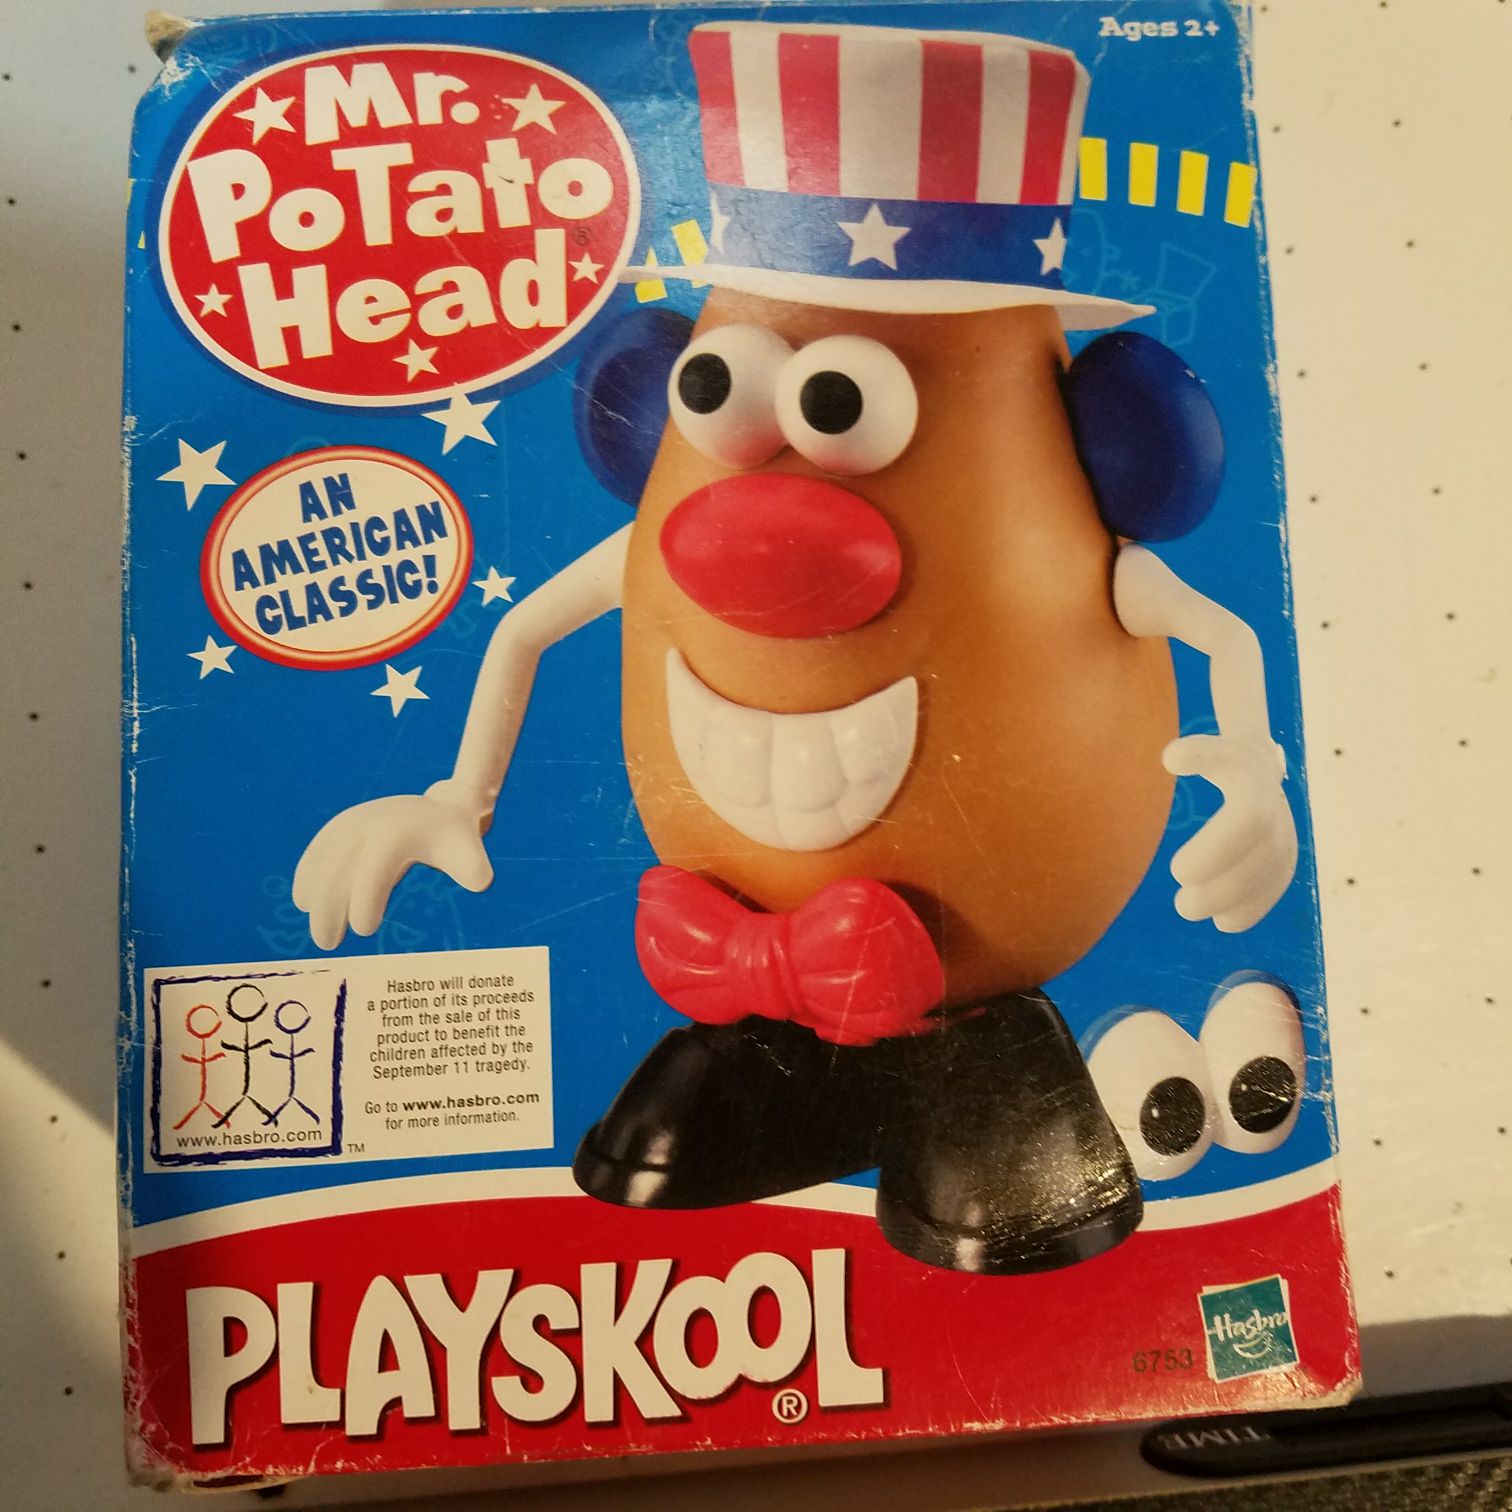 Ages 2+
Mr.
PoTaTo
Head®
AN
AMERICAN
CLASSIC!
Hasbro will donate
a portion of its proceeds
from the sale of this
product to benefit the
children affected by the
September 11 tragedy.
Go to www.hasbro.com
for more information.
www.hasbro.com
TM
PLAYSKOOL®
6753
Hasbro
TIME